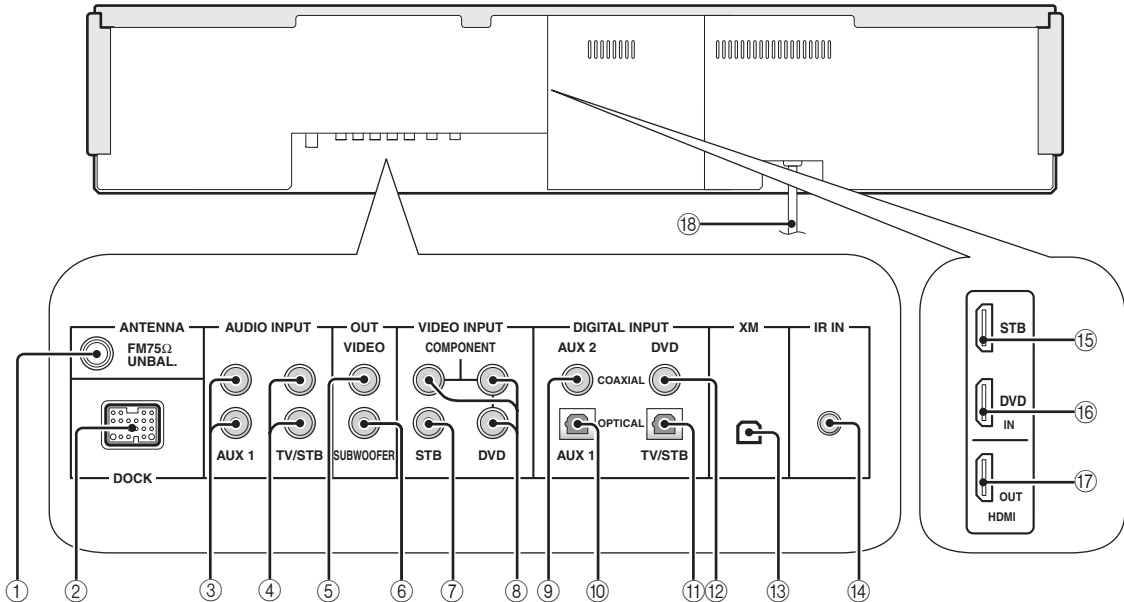 ⑱
ANTENNA AUDIO INPUT OUT VIDEO INPUT DIGITAL INPUT XM IR IN
FM75Ω
UNBAL.
VIDEO COMPONENT AUX 2 DVD
COAXIAL
OPTICAL
AUX 1 TV/STB SUBWOOFER STB DVD AUX 1 TV/STB
DOCK
① ② ③ ④ ⑤ ⑥ ⑦ ⑧ ⑨ ⑩ ⑪ ⑫ ⑬ ⑭
STB ⑮
DVD ⑯
IN
OUT ⑰
HDMI